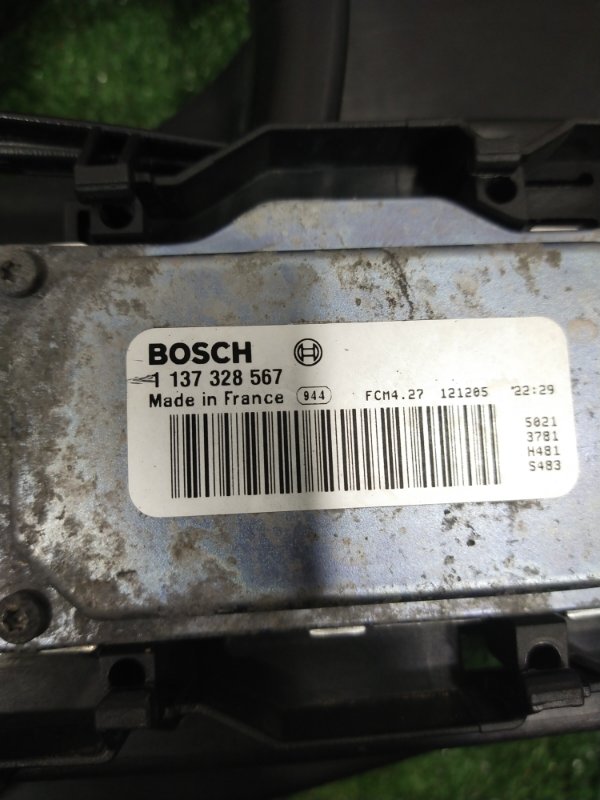 BOSCH
1 137 328 567
Made in France 944 FCM4.27 121205 22:29
5021
3781
H481
S483